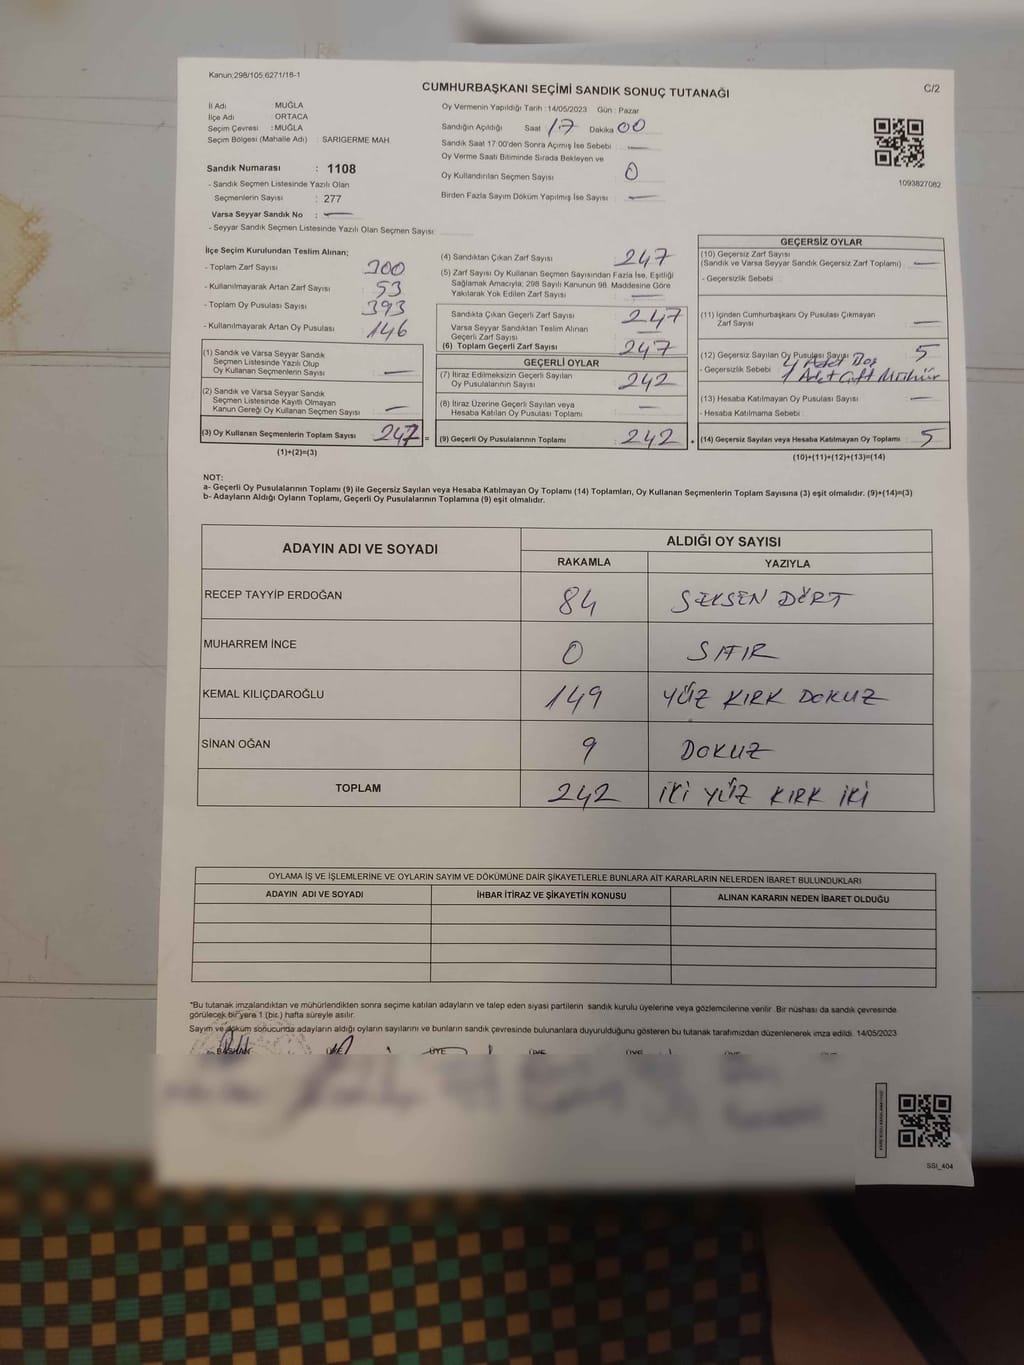 Kanun;298/105,6271/16-1
CUMHURBAŞKANI SEÇİMİ SANDIK SONUÇ TUTANAĞI
C/2
İl Adı : MUĞLA
İlçe Adı : ORTACA
Seçim Çevresi : MUĞLA
Seçim Bölgesi (Mahalle Adı) : SARIGERME MAH.
Sandık Numarası : 1108
- Sandık Seçmen Listesinde Yazılı Olan
Seçmenlerin Sayısı : 277
Varsa Seyyar Sandık No :
- Seyyar Sandık Seçmen Listesinde Yazılı Olan Seçmen Sayısı:
Oy Vermenin Yapıldığı Tarih :14/05/2023 Gün : Pazar
Sandığın Açıldığı Saat 17 Dakika 00
Sandık Saat 17:00'den Sonra Açımış İse Sebebi :
Oy Verme Saati Bitiminde Sırada Bekleyen ve
Oy Kullandırılan Seçmen Sayısı : 0
Birden Fazla Sayım Döküm Yapılmış İse Sayısı :
1093827082
İlçe Seçim Kurulundan Teslim Alınan;
- Toplam Zarf Sayısı : 300
- Kullanılmayarak Artan Zarf Sayısı : 53
- Toplam Oy Pusulası Sayısı : 393
- Kullanılmayarak Artan Oy Pusulası : 146
(1) Sandık ve Varsa Seyyar Sandık
Seçmen Listesinde Yazılı Olup
Oy Kullanan Seçmenlerin Sayısı :
(2) Sandık ve Varsa Seyyar Sandık
Seçmen Listesinde Kayıtlı Olmayan
Kanun Gereği Oy Kullanan Seçmen Sayısı :
(3) Oy Kullanan Seçmenlerin Toplam Sayısı : 247 =
(1)+(2)=(3)
(4) Sandıktan Çıkan Zarf Sayısı : 247
(5) Zarf Sayısı Oy Kullanan Seçmen Sayısından Fazla İse, Eşitliği
Sağlamak Amacıyla; 298 Sayılı Kanunun 98. Maddesine Göre
Yakılarak Yok Edilen Zarf Sayısı :
Sandıkta Çıkan Geçerli Zarf Sayısı : 247
Varsa Seyyar Sandıktan Teslim Alınan
Geçerli Zarf Sayısı :
(6) Toplam Geçerli Zarf Sayısı : 247
GEÇERLİ OYLAR
(7) İtiraz Edilmeksizin Geçerli Sayılan
Oy Pusulalarının Sayısı : 242
(8) İtiraz Üzerine Geçerli Sayılan veya
Hesaba Katılan Oy Pusulası Toplamı :
(9) Geçerli Oy Pusulalarının Toplamı : 242 +
GEÇERSİZ OYLAR
(10) Geçersiz Zarf Sayısı
(Sandık ve Varsa Seyyar Sandık Geçersiz Zarf Toplamı) :
- Geçersizlik Sebebi :
(11) İçinden Cumhurbaşkanı Oy Pusulası Çıkmayan
Zarf Sayısı :
(12) Geçersiz Sayılan Oy Pusulası Sayısı : 5
- Geçersizlik Sebebi : 4 Adet Boş
1 Adet Çift Mühür
(13) Hesaba Katılmayan Oy Pusulası Sayısı :
- Hesaba Katılmama Sebebi :
(14) Geçersiz Sayılan veya Hesaba Katılmayan Oy Toplamı : 5
(10)+(11)+(12)+(13)=(14)
NOT:
a- Geçerli Oy Pusulalarının Toplamı (9) ile Geçersiz Sayılan veya Hesaba Katılmayan Oy Toplamı (14) Toplamları, Oy Kullanan Seçmenlerin Toplam Sayısına (3) eşit olmalıdır. (9)+(14)=(3)
b- Adayların Aldığı Oyların Toplamı, Geçerli Oy Pusulalarının Toplamına (9) eşit olmalıdır.
ADAYIN ADI VE SOYADI
ALDIĞI OY SAYISI
RAKAMLA YAZIYLA
RECEP TAYYİP ERDOĞAN 84 SEKSEN DÖRT
MUHARREM İNCE 0 SIFIR
KEMAL KILIÇDAROĞLU 149 YÜZ KIRK DOKUZ
SİNAN OĞAN 9 DOKUZ
TOPLAM 242 İKİ YÜZ KIRK İKİ
OYLAMA İŞ VE İŞLEMLERİNE VE OYLARIN SAYIM VE DÖKÜMÜNE DAİR ŞİKAYETLERLE BUNLARA AİT KARARLARIN NELERDEN İBARET BULUNDUKLARI
ADAYIN ADI VE SOYADI İHBAR İTİRAZ VE ŞİKAYETİN KONUSU ALINAN KARARIN NEDEN İBARET OLDUĞU
*Bu tutanak imzalandıktan ve mühürlendikten sonra seçime katılan adayların ve talep eden siyasi partilerin sandık kurulu üyelerine veya gözlemcilerine verilir. Bir nüshası da sandık çevresinde
görülecek bir yere 1 (bir) hafta süreyle asılır.
Sayım ve döküm sonucunda adayların aldığı oyların sayılarını ve bunların sandık çevresinde bulunanlara duyurulduğunu gösteren bu tutanak tarafımızdan düzenlenerek imza edildi. 14/05/2023
BAŞKAN ÜYE ÜYE ÜYE ÜYE
SSI_404